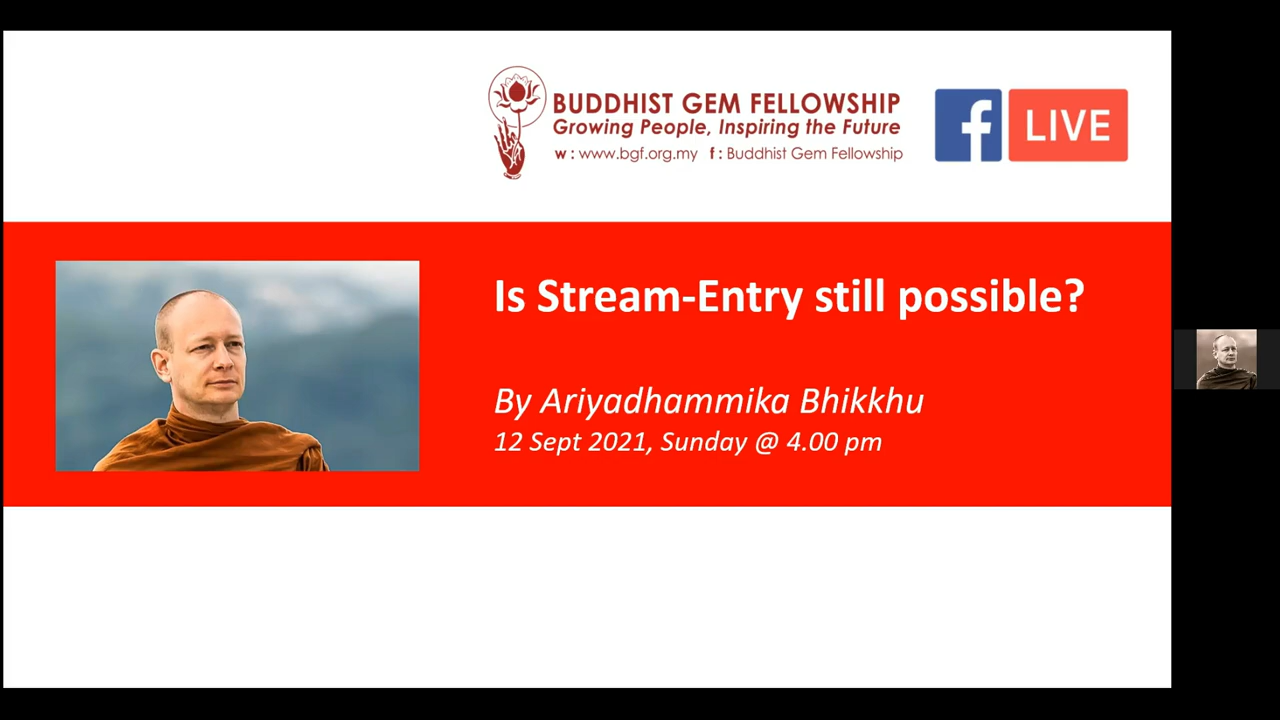 BUDDHIST GEM FELLOWSHIP
Growing People, Inspiring the Future
w : www.bgf.org.my f : Buddhist Gem Fellowship
f LIVE
Is Stream-Entry still possible?
By Ariyadhammika Bhikkhu
12 Sept 2021, Sunday @ 4.00 pm